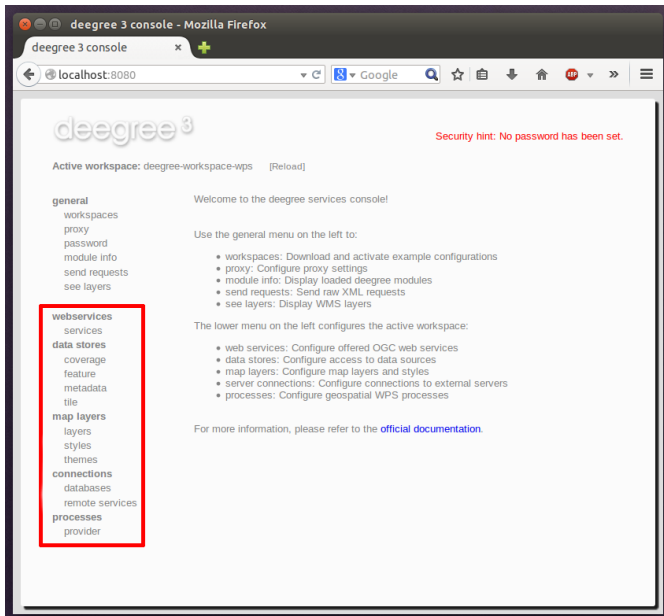 deegree 3 console - Mozilla Firefox
deegree 3 console
localhost:8080
Google
ABP
deegree 3
Security hint: No password has been set.
Active workspace: deegree-workspace-wps [Reload]
general
workspaces
proxy
password
module info
send requests
see layers
webservices
services
data stores
coverage
feature
metadata
tile
map layers
layers
styles
themes
connections
databases
remote services
processes
provider
Welcome to the deegree services console!
Use the general menu on the left to:
workspaces: Download and activate example configurations
proxy: Configure proxy settings
module info: Display loaded deegree modules
send requests: Send raw XML requests
see layers: Display WMS layers
The lower menu on the left configures the active workspace:
web services: Configure offered OGC web services
data stores: Configure access to data sources
map layers: Configure map layers and styles
server connections: Configure connections to external servers
processes: Configure geospatial WPS processes
For more information, please refer to the official documentation.